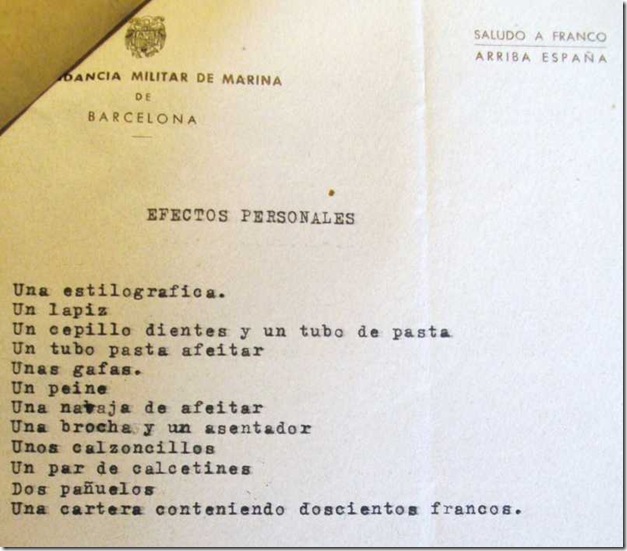 SALUDO A FRANCO
ARRIBA ESPAÑA
DANCIA MILITAR DE MARINA
DE
BARCELONA
EFECTOS PERSONALES
Una estilografica.
Un lapiz
Un cepillo dientes y un tubo de pasta
Un tubo pasta afeitar
Unas gafas.
Un peine
Una navaja de afeitar
Una brocha y un asentador
Unos calzoncillos
Un par de calcetines
Dos pañuelos
Una cartera conteniendo doscientos francos.